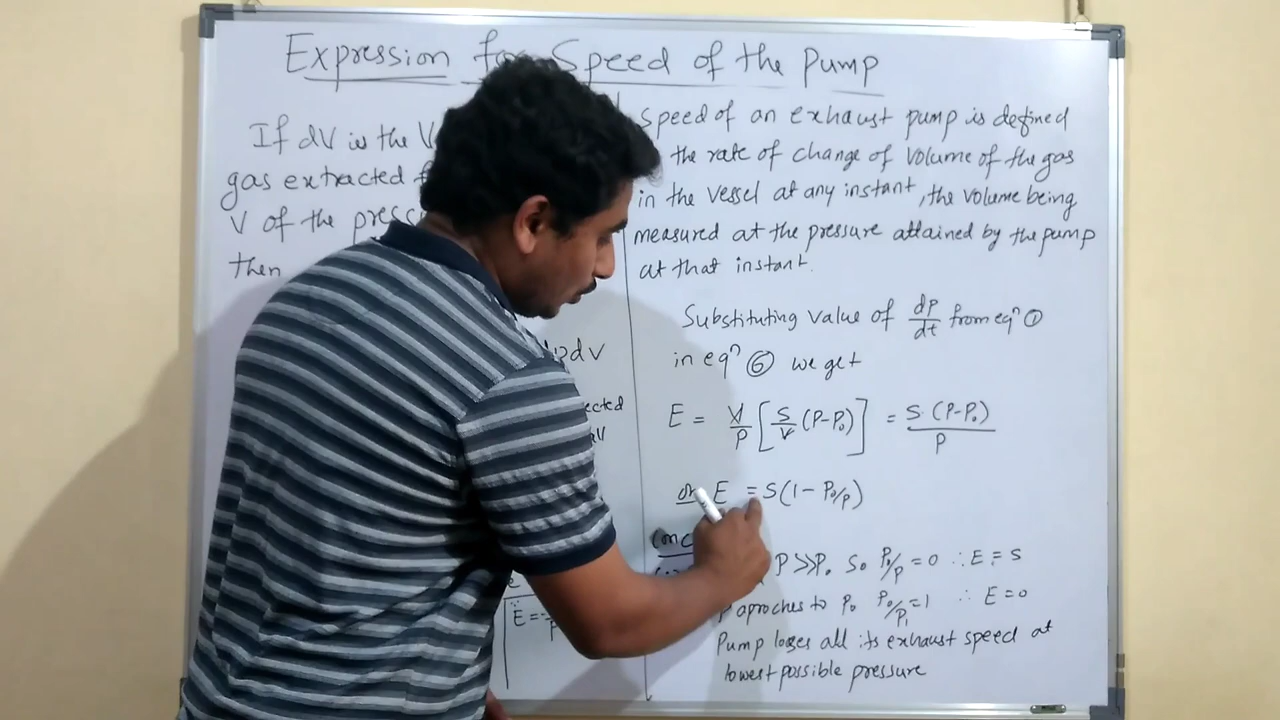 Expression for Speed of the Pump
If dV is the
gas extracted
V of the
then
dV
ected
E =
Speed of an exhaust pump is defined
the rate of change of Volume of the gas
in the vessel at any instant, the volume being
measured at the pressure attained by the pump
at that instant.
Substituting value of dP/dt from eqⁿ ①
in eqⁿ ⑥ we get
E = V/P [S/V (P-P₀)] = S (P-P₀)/P
or E = S(1 - P₀/P)
P >> P₀ So P₀/P = 0 ∴ E = S
P aproches to P₀ P₀/P = 1 ∴ E = 0
Pump loses all its exhaust speed at
lowest possible pressure